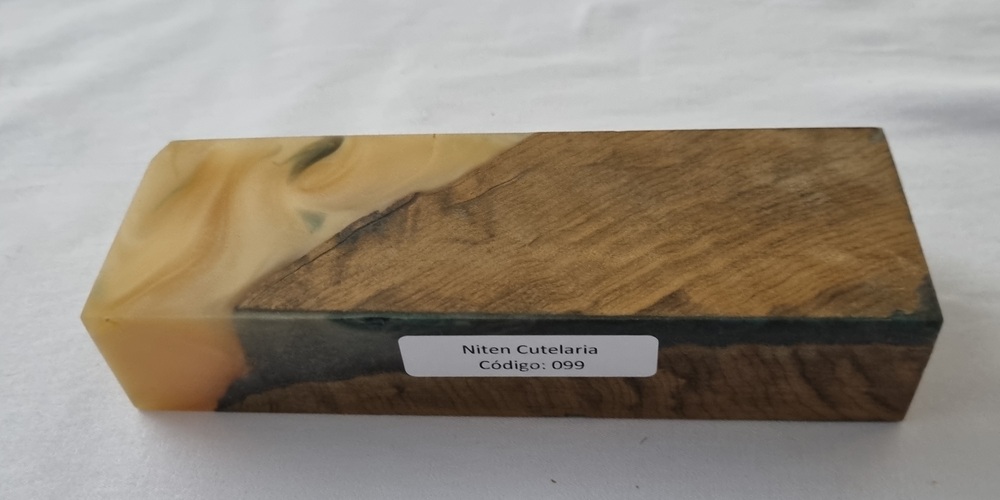 Niten Cutelaria
Código: 099